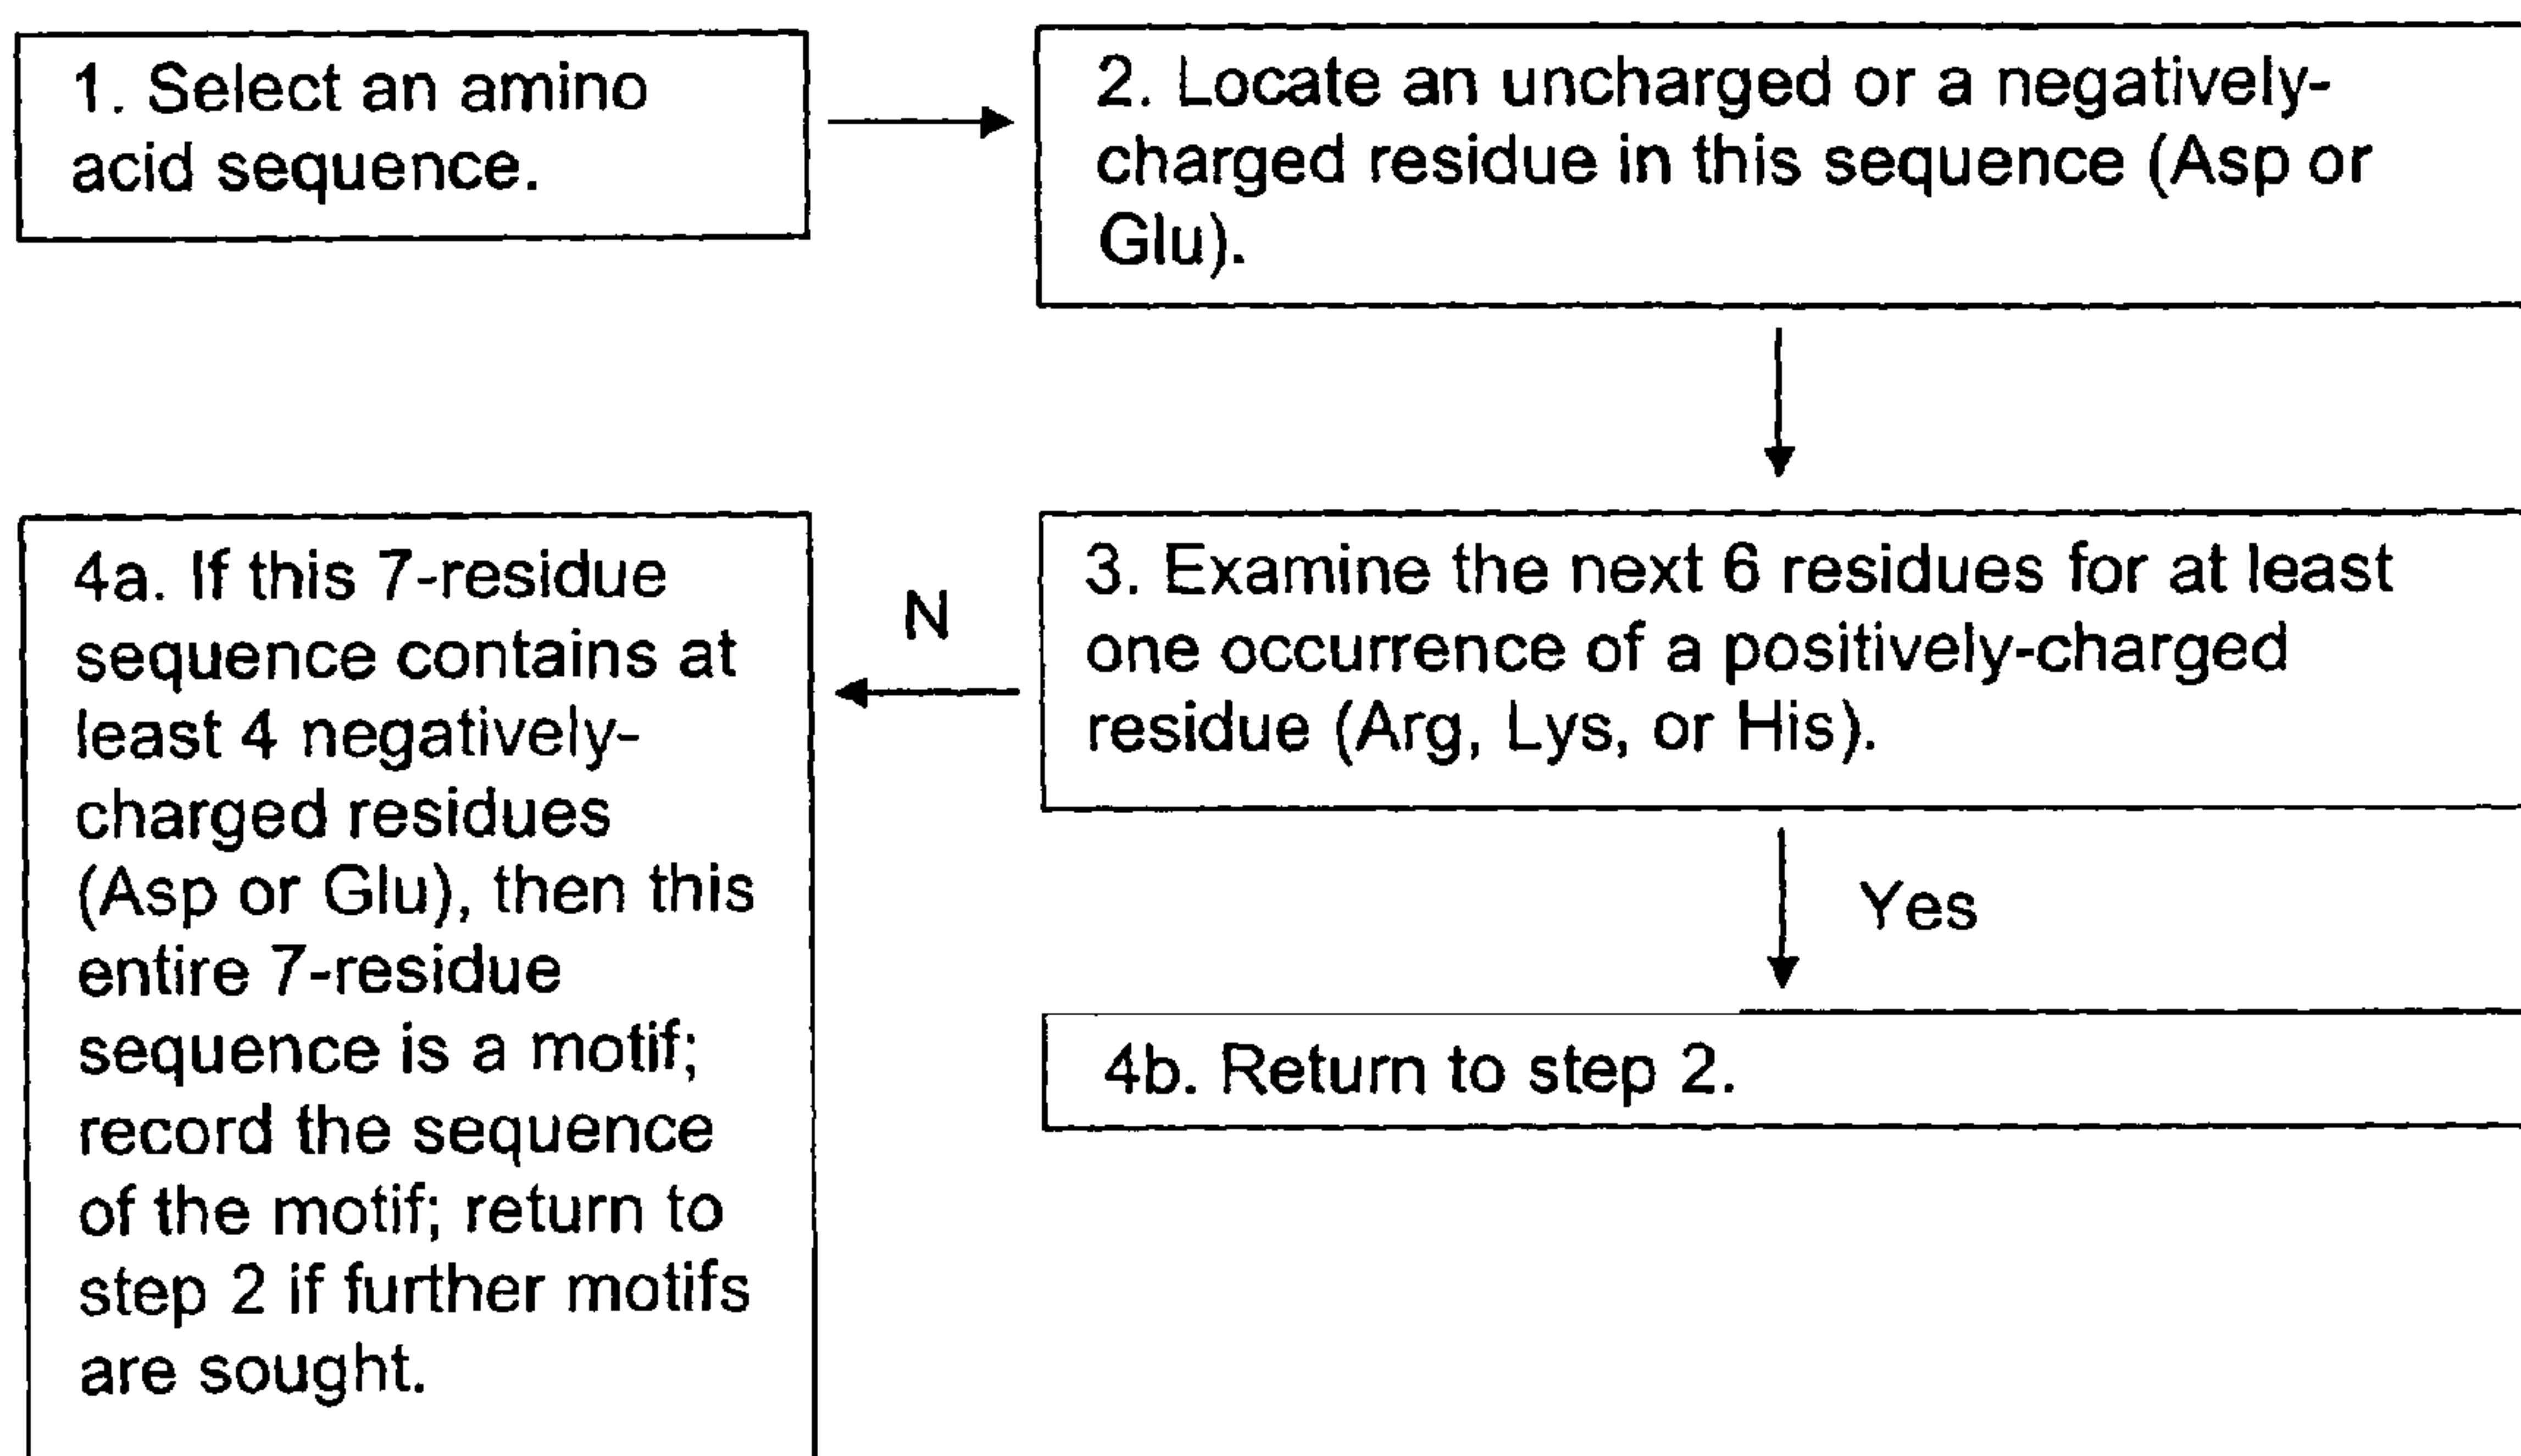 1. Select an amino
acid sequence.
2. Locate an uncharged or a negatively-
charged residue in this sequence (Asp or
Glu).
3. Examine the next 6 residues for at least
one occurrence of a positively-charged
residue (Arg, Lys, or His).
N
4a. If this 7-residue
sequence contains at
least 4 negatively-
charged residues
(Asp or Glu), then this
entire 7-residue
sequence is a motif;
record the sequence
of the motif; return to
step 2 if further motifs
are sought.
Yes
4b. Return to step 2.